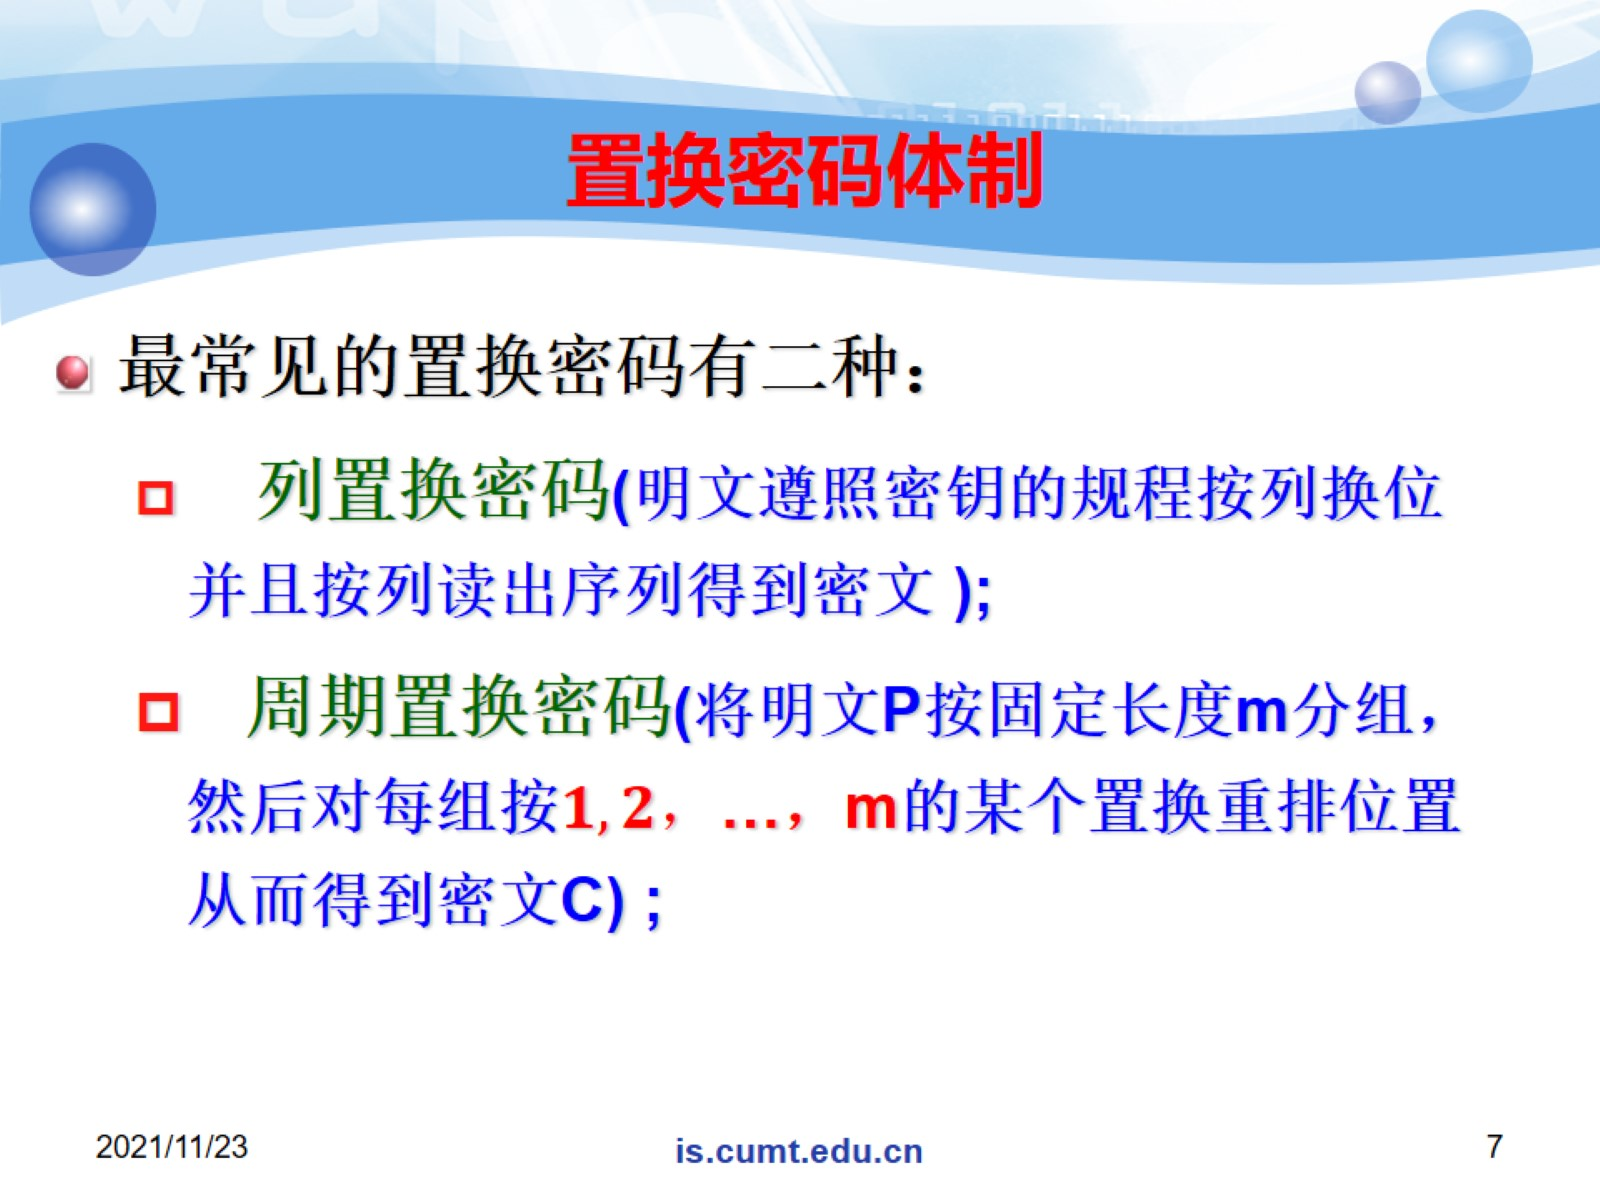 置换密码体制
最常见的置换密码有二种：
列置换密码(明文遵照密钥的规程按列换位
并且按列读出序列得到密文 );
周期置换密码(将明文P按固定长度m分组，
然后对每组按1, 2，…，m的某个置换重排位置
从而得到密文C)；
2021/11/23
is.cumt.edu.cn
7